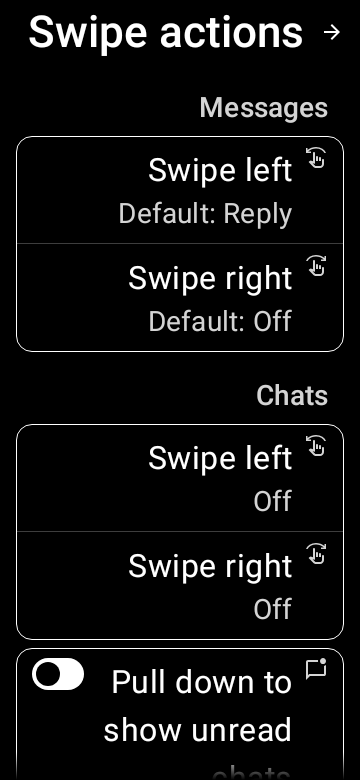 Swipe actions
Messages
Swipe left
Default: Reply
Swipe right
Default: Off
Chats
Swipe left
Off
Swipe right
Off
Pull down to
show unread
chats